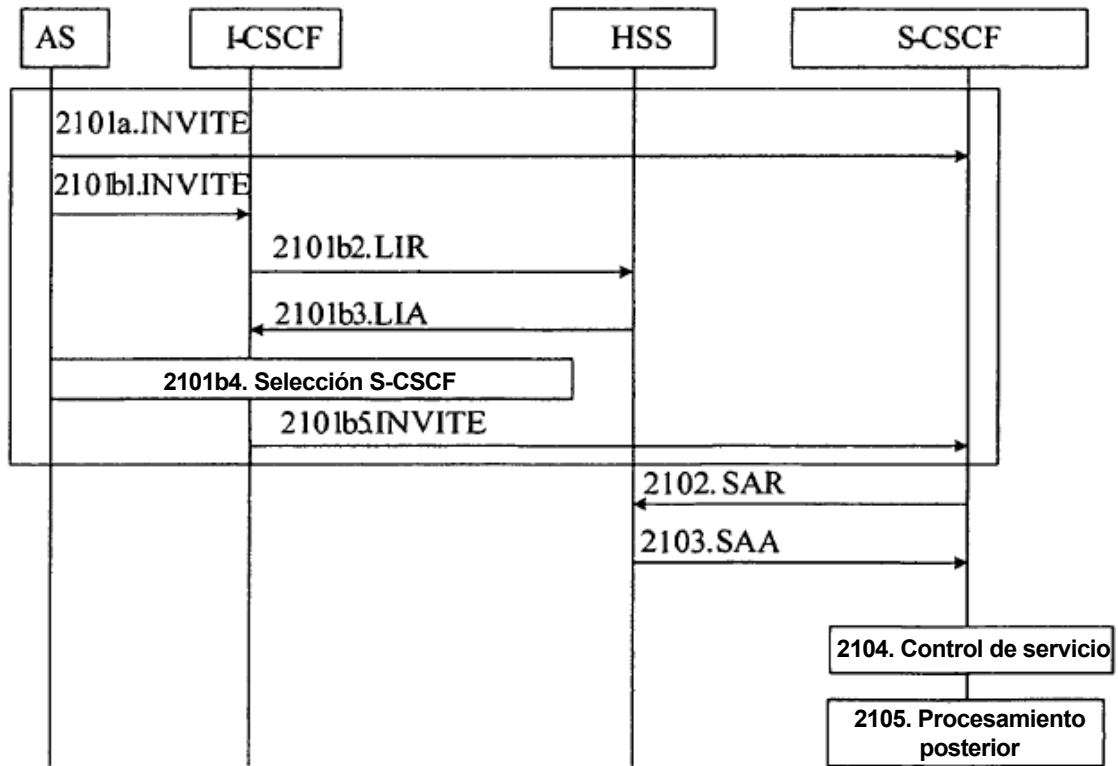 AS
I-CSCF
HSS
S-CSCF
2101a.INVITE
2101b1.INVITE
2101b2.LIR
2101b3.LIA
2101b4. Selección S-CSCF
2101b5.INVITE
2102. SAR
2103.SAA
2104. Control de servicio
2105. Procesamiento
posterior